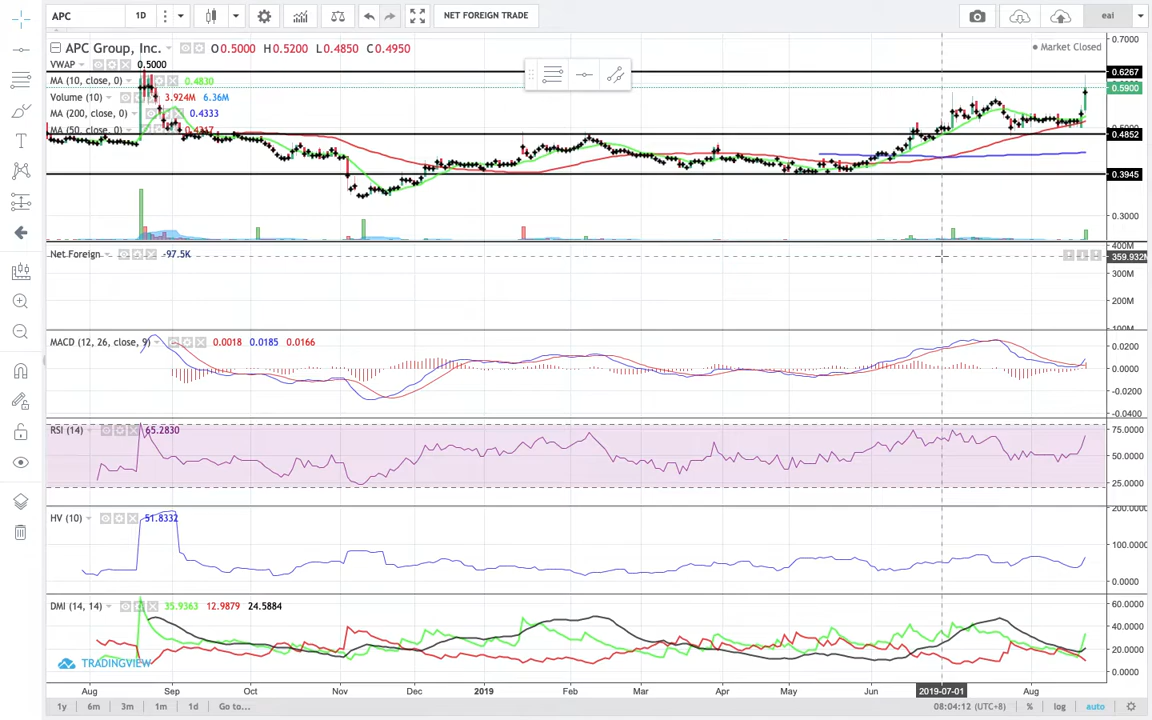 APC 1D NET FOREIGN TRADE eal
APC Group, Inc. O0.5000 H0.5200 L0.4850 C0.4950
Market Closed
VWAP 0.5000
MA (10, close, 0) 0.4830
Volume (10) 3.924M 6.36M
MA (200, close, 0) 0.4333
MA (50, close, 0)
0.7000
0.6267
0.5900
0.4852
0.3945
0.3000
Net Foreign -97.5K
400M
359.932M
300M
200M
100M
MACD (12, 26, close, 9) 0.0018 0.0185 0.0166
0.0200
0.0000
-0.0200
-0.0400
RSI (14) 65.2830
75.0000
50.0000
25.0000
HV (10) 51.8332
200.0000
100.0000
0.0000
DMI (14, 14) 35.9363 12.9879 24.5884
60.0000
40.0000
20.0000
0.0000
TRADINGVIEW
Aug Sep Oct Nov Dec 2019 Feb Mar Apr May Jun 2019-07-01 Aug
1y 6m 3m 1m 1d Go to... 08:04:12 (UTC+8) % log auto